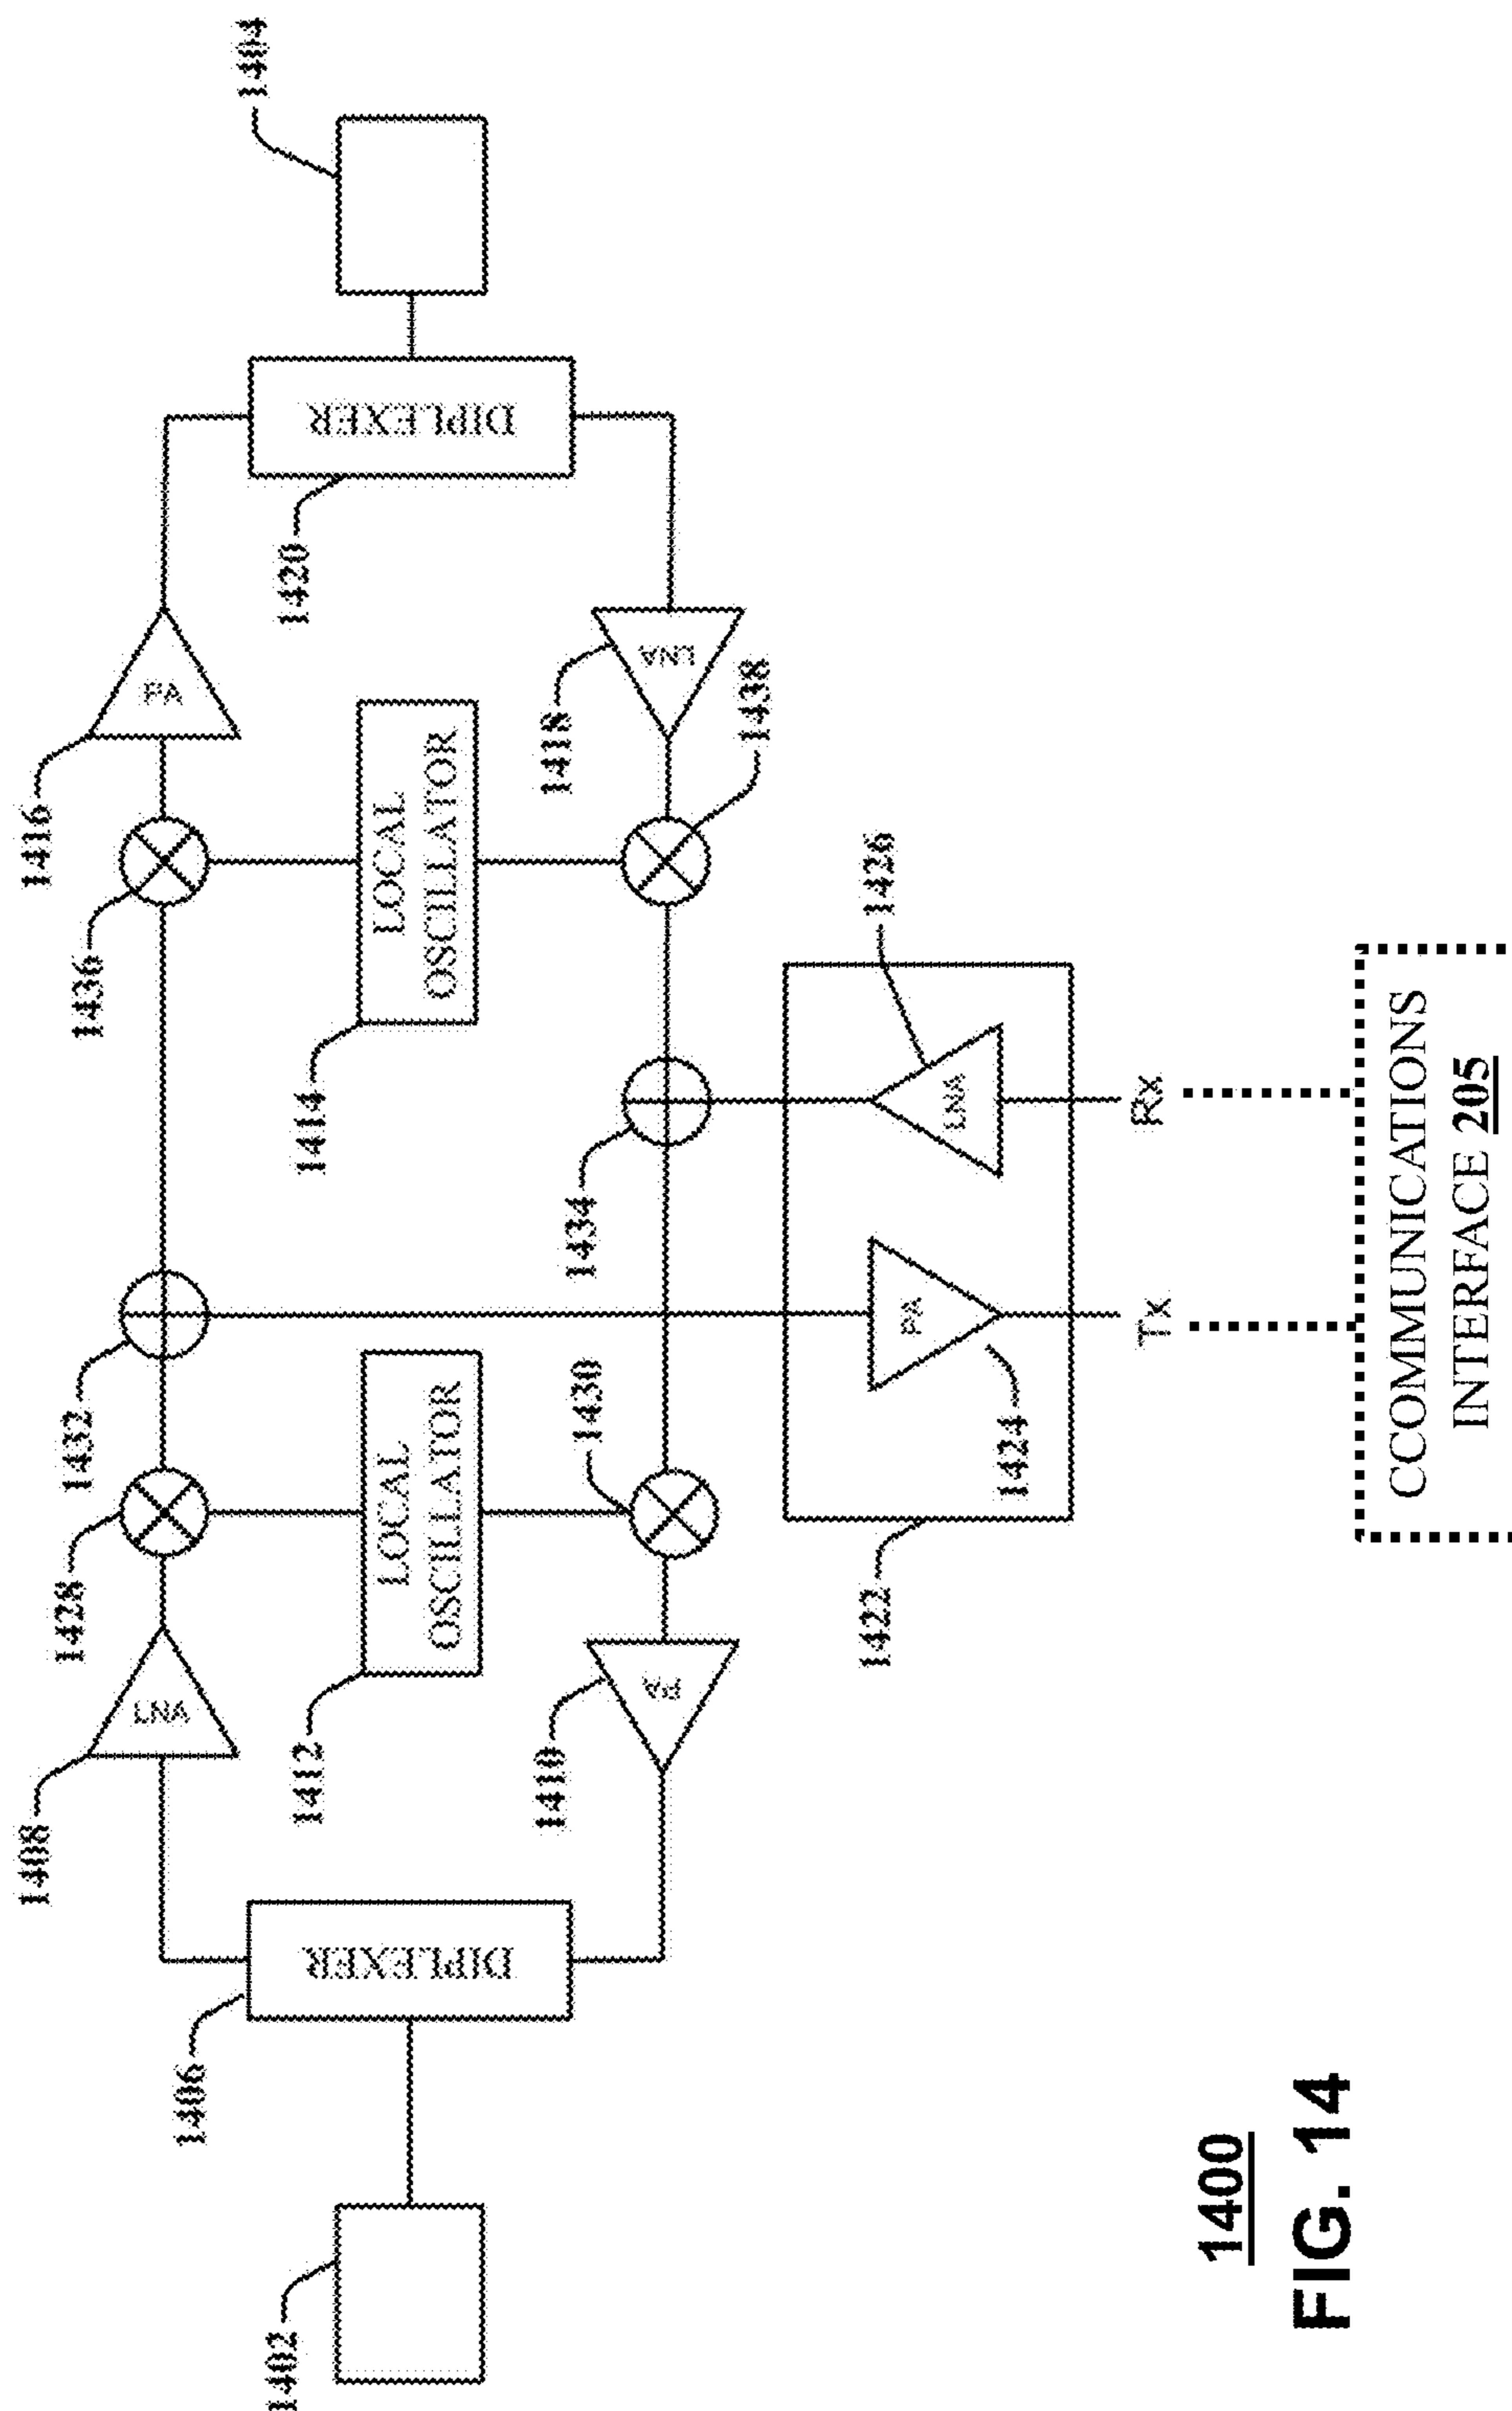 1404
1416
PA
1436
DIPLEXER
1420
LOCAL
OSCILLATOR
1414
LNA
1418
1438
1432
1428
1434
1426
LNA
Rx
LOCAL
OSCILLATOR
1412
1430
PA
1424
Tx
1422
LNA
1408
PA
1410
DIPLEXER
1406
1402
CCOMMUNICATIONS
INTERFACE 205
1400
FIG. 14